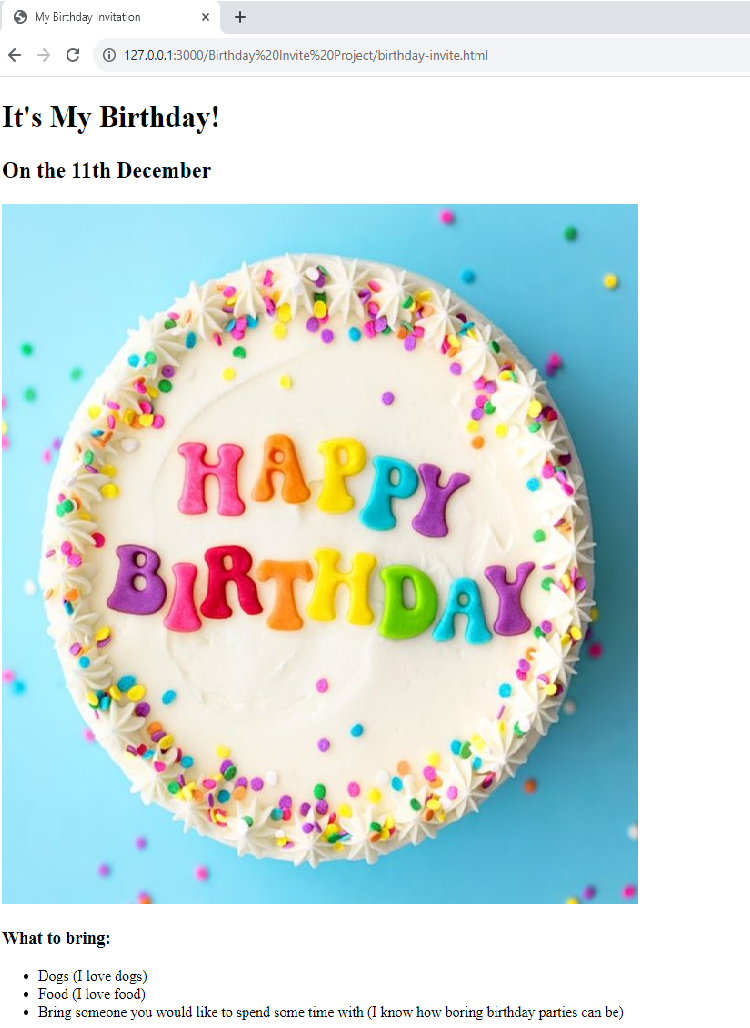 My Birthday Invitation
127.0.0.1:3000/Birthday%20Invite%20Project/birthday-invite.html
It's My Birthday!
On the 11th December
HAPPY
BIRTHDAY
What to bring:
Dogs (I love dogs)
Food (I love food)
Bring someone you would like to spend some time with (I know how boring birthday parties can be)